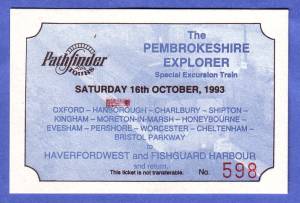 Pathfinder
TOURS
The
PEMBROKESHIRE
EXPLORER
Special Excursion Train
SATURDAY 16th OCTOBER, 1993
OXFORD – HANBOROUGH – CHARLBURY – SHIPTON –
KINGHAM – MORETON-IN-MARSH – HONEYBOURNE –
EVESHAM – PERSHORE – WORCESTER – CHELTENHAM –
BRISTOL PARKWAY
to
HAVERFORDWEST and FISHGUARD HARBOUR
and return.
This ticket is not transferable.
No. 598